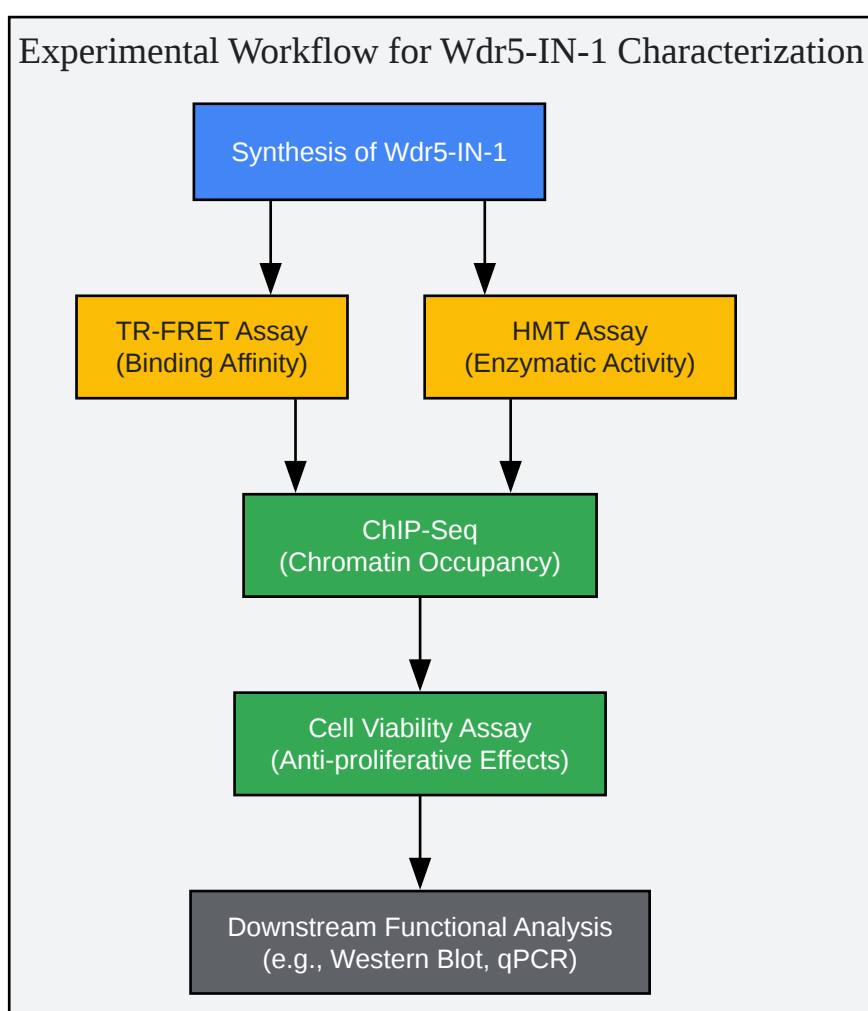 Experimental Workflow for Wdr5-IN-1 Characterization
Synthesis of Wdr5-IN-1
TR-FRET Assay
(Binding Affinity)
HMT Assay
(Enzymatic Activity)
ChIP-Seq
(Chromatin Occupancy)
Cell Viability Assay
(Anti-proliferative Effects)
Downstream Functional Analysis
(e.g., Western Blot, qPCR)